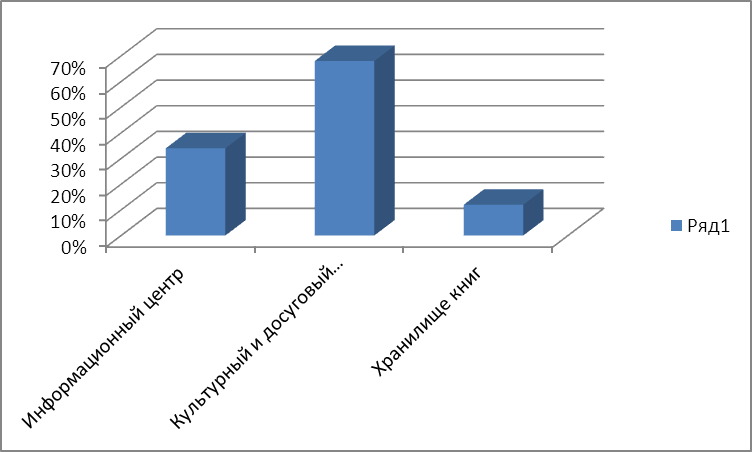 70%
60%
50%
40%
30%
20%
10%
0%
Информационный центр
Культурный и досуговый...
Хранилище книг
Ряд1